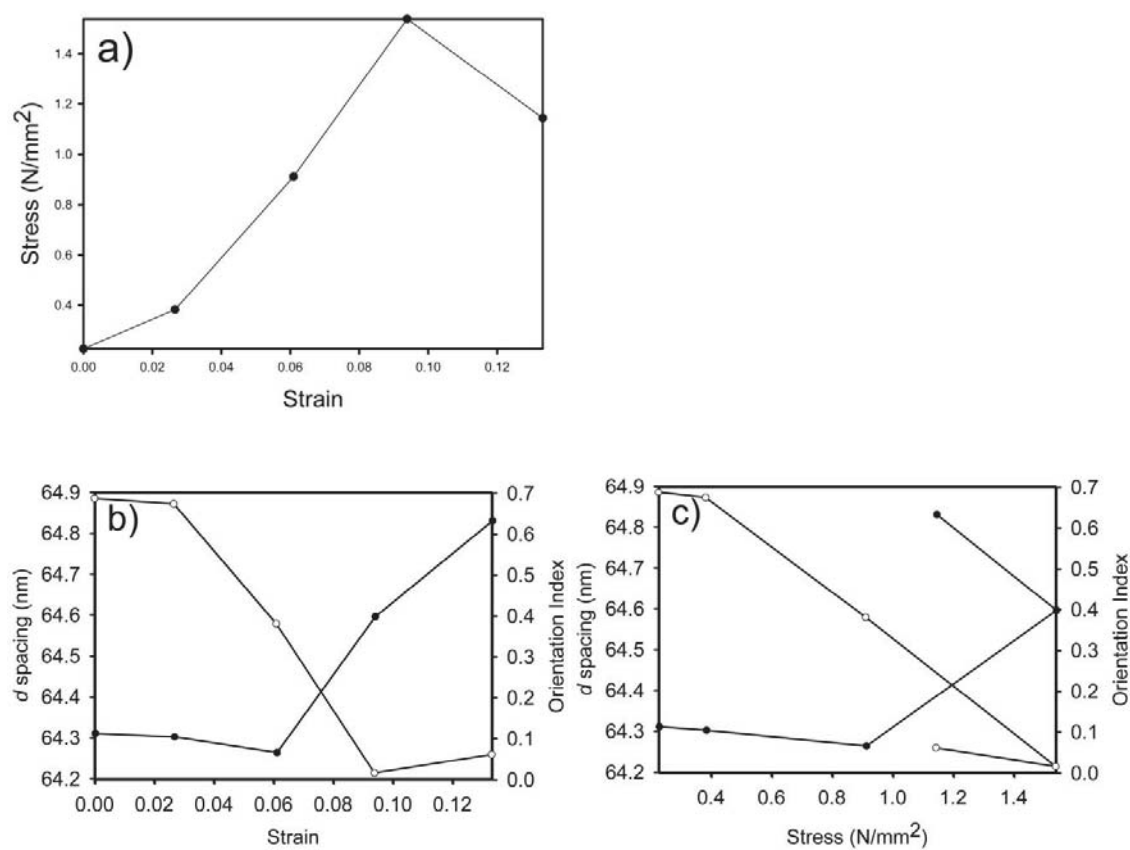 a)
Stress (N/mm2)
1.4
1.2
1.0
0.8
0.6
0.4
0.00 0.02 0.04 0.06 0.08 0.10 0.12
Strain
b)
d spacing (nm)
64.9
64.8
64.7
64.6
64.5
64.4
64.3
64.2
0.7
0.6
0.5
0.4
0.3
0.2
0.1
0.0
Orientation Index
0.00 0.02 0.04 0.06 0.08 0.10 0.12
Strain
c)
d spacing (nm)
64.9
64.8
64.7
64.6
64.5
64.4
64.3
64.2
0.7
0.6
0.5
0.4
0.3
0.2
0.1
0.0
Orientation Index
0.4 0.6 0.8 1.0 1.2 1.4
Stress (N/mm2)